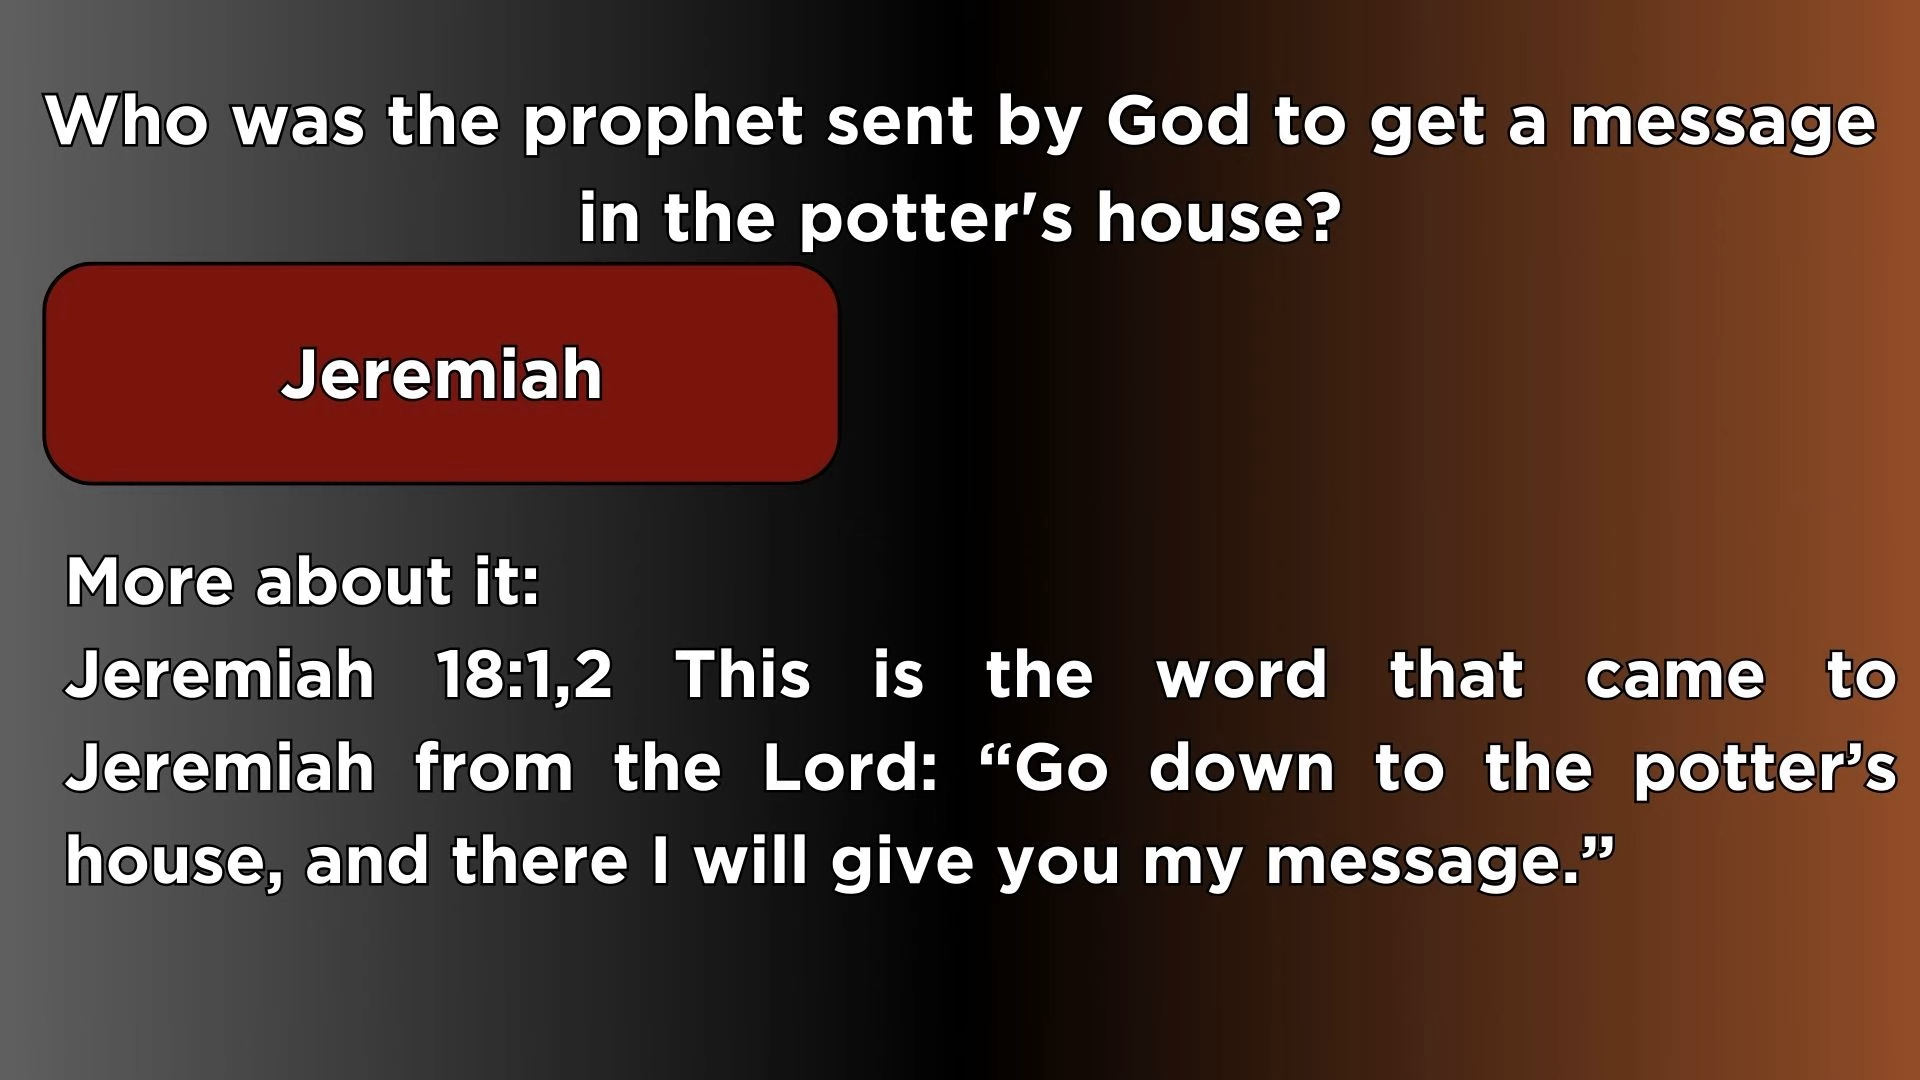 Who was the prophet sent by God to get a message
in the potter's house?
Jeremiah
More about it:
Jeremiah 18:1,2 This is the word that came to
Jeremiah from the Lord: “Go down to the potter’s
house, and there I will give you my message.”